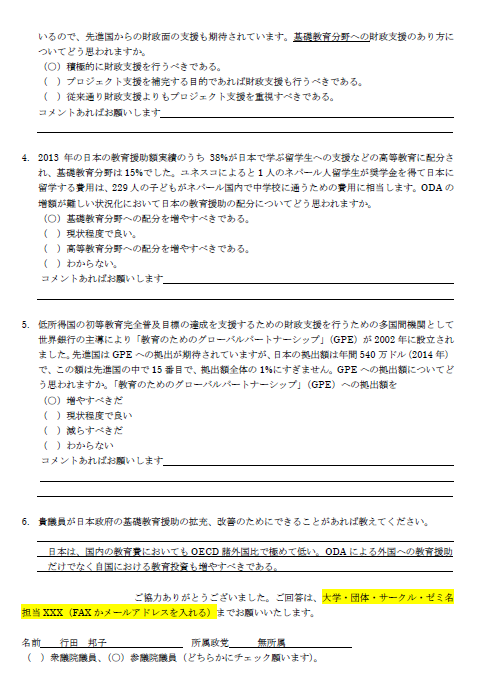 いるので、先進国からの財政面の支援も期待されています。基礎教育分野への財政支援のあり方に
ついてどう思われますか。
（○）積極的に財政支援を行うべきである。
（　）プロジェクト支援を補完する目的であれば財政支援も行うべきである。
（　）従来通り財政支援よりもプロジェクト支援を重視すべきである。
コメントあればお願いします
4. 2013 年の日本の教育援助額実績のうち 38%が日本で学ぶ留学生への支援などの高等教育に配分さ
れ、基礎教育分野は15%でした。ユネスコによると1人のネパール人留学生が奨学金を得て日本に
留学する費用は、229 人の子どもがネパール国内で中学校に通うための費用に相当します。ODA の
増額が難しい状況化において日本の教育援助の配分についてどう思われますか。
（○）基礎教育分野への配分を増やすべきである。
（　）現状程度で良い。
（　）高等教育分野への配分を増やすべきである。
（　）わからない。
コメントあればお願いします
5. 低所得国の初等教育完全普及目標の達成を支援するための財政支援を行うための多国間機関として
世界銀行の主導により「教育のためのグローバルパートナーシップ」（GPE）が 2002 年に設立され
ました。先進国は GPE への拠出が期待されていますが、日本の拠出額は年間 540 万ドル（2014 年）
で、この額は先進国の中で 15 番目で、拠出額全体の 1%にすぎません。GPE への拠出額についてど
う思われますか。「教育のためのグローバルパートナーシップ」（GPE）への拠出額を
（○）増やすべきだ
（　）現状程度で良い
（　）減らすべきだ
（　）わからない
コメントあればお願いします
6. 貴議員が日本政府の基礎教育援助の拡充、改善のためにできることがあれば教えてください。
日本は、国内の教育費においても OECD 諸外国比で極めて低い。ODA による外国への教育援助
だけでなく自国における教育投資も増やすべきである。
ご協力ありがとうございました。ご回答は、大学・団体・サークル・ゼミ名
担当 XXX（FAX かメールアドレスを入れる）までお願いいたします。
名前　行田　邦子　所属政党　無所属
（　）衆議院議員、（○）参議院議員（どちらかにチェック願います）。